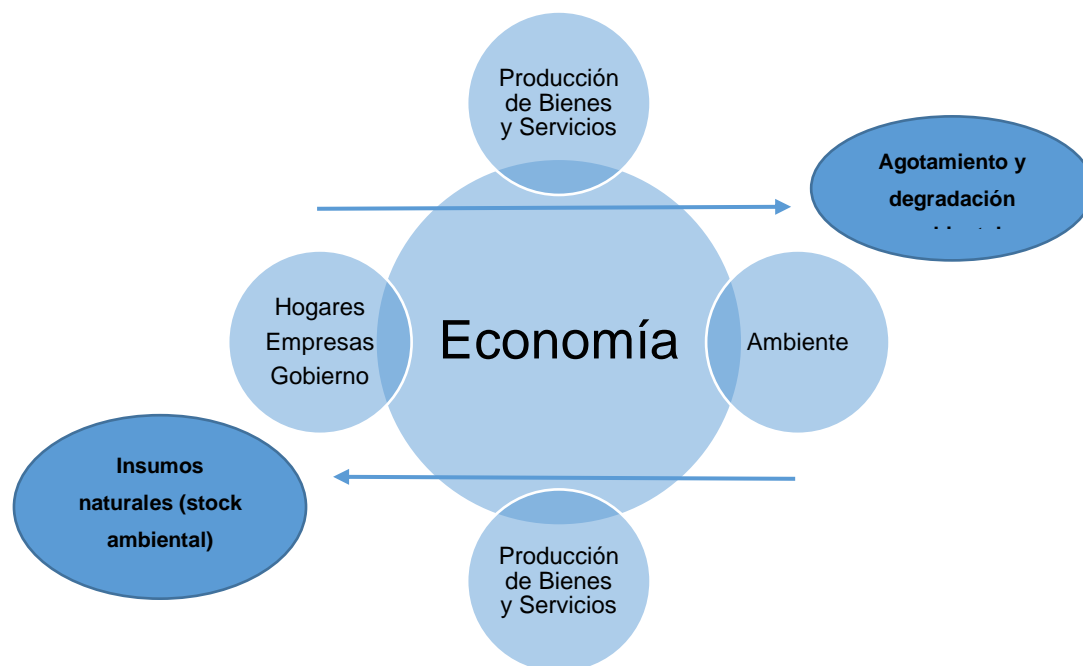 Producción
de Bienes
y Servicios
Agotamiento y
degradación
Hogares
Empresas
Gobierno
Economía
Ambiente
Insumos
naturales (stock
ambiental)
Producción
de Bienes
y Servicios